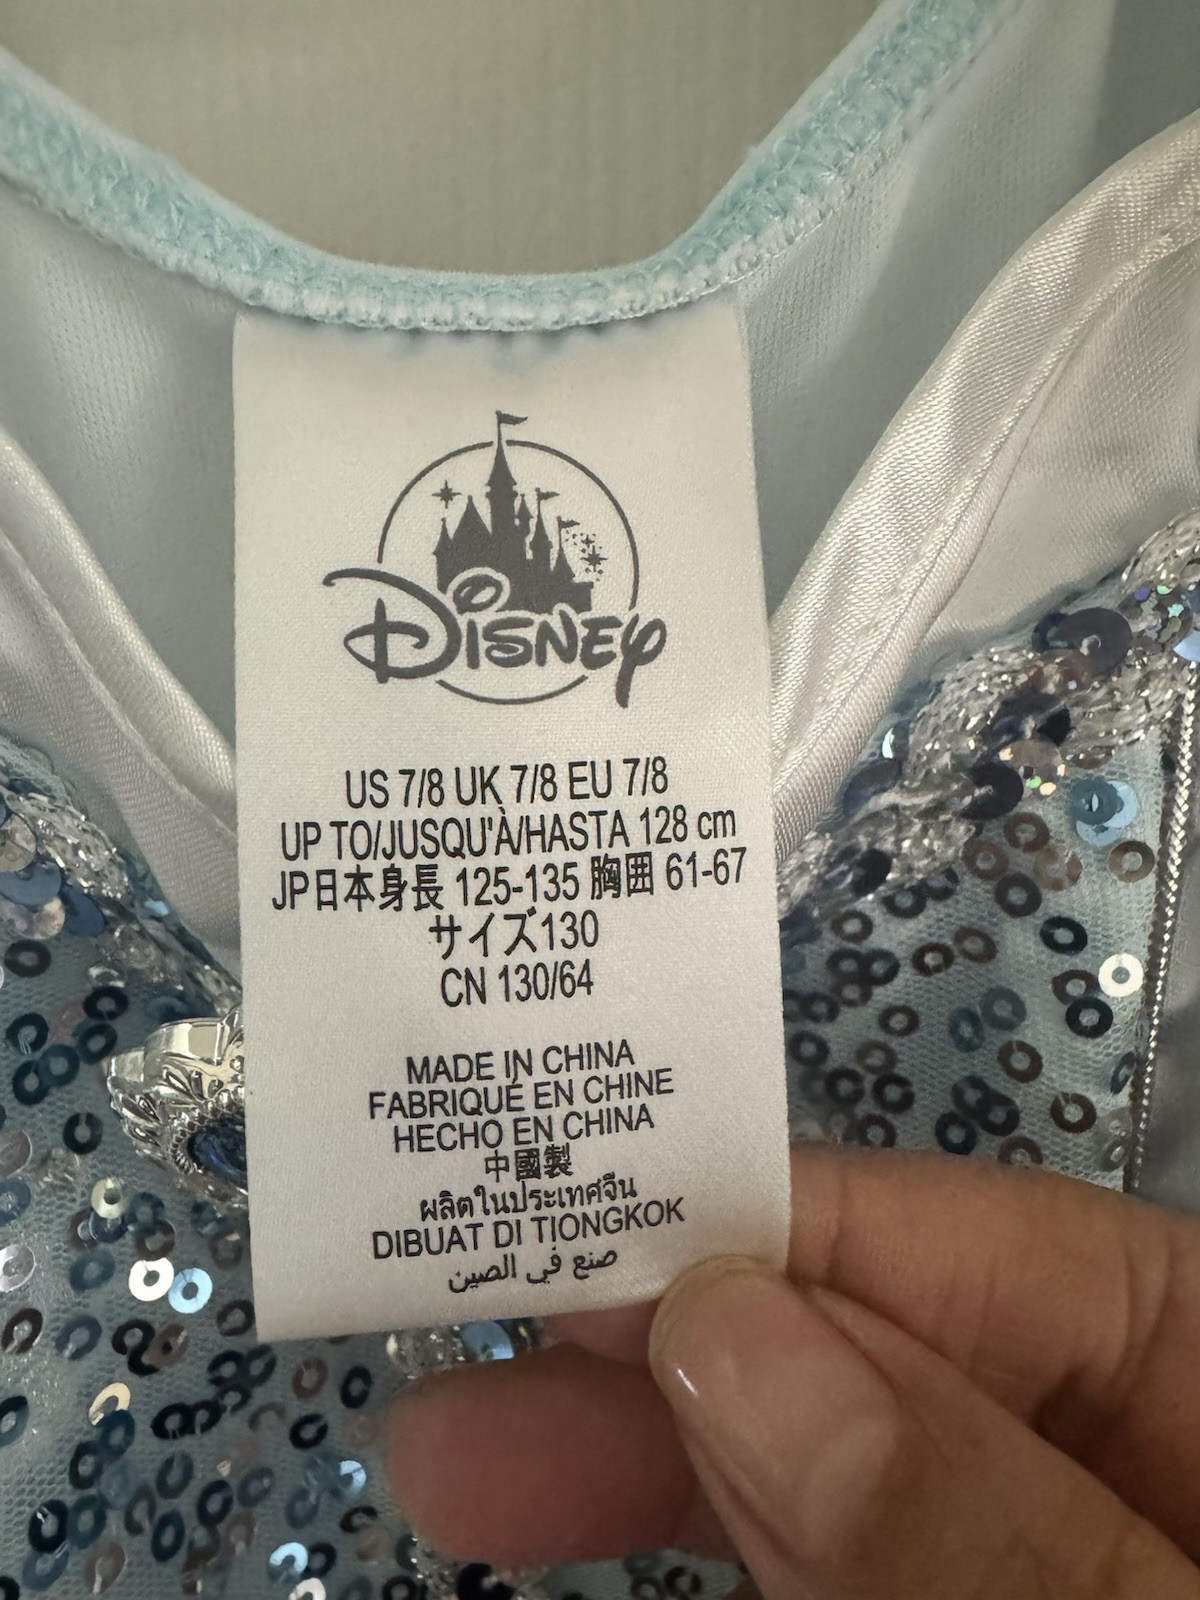 Disney
US 7/8 UK 7/8 EU 7/8
UP TO/JUSQU'À/HASTA 128 cm
JP日本身長 125-135 胸囲 61-67
サイズ130
CN 130/64
MADE IN CHINA
FABRIQUÉ EN CHINE
HECHO EN CHINA
中國製
ผลิตในประเทศจีน
DIBUAT DI TIONGKOK
صنع في الصين